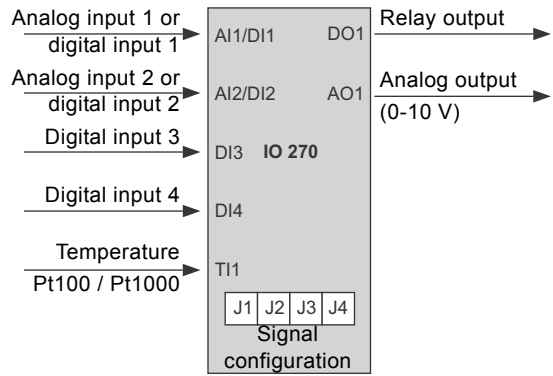 Analog input 1 or
digital input 1
AI1/DI1
DO1
Relay output
Analog input 2 or
digital input 2
AI2/DI2
AO1
Analog output
(0-10 V)
Digital input 3
DI3
IO 270
Digital input 4
DI4
Temperature
Pt100 / Pt1000
TI1
J1 J2 J3 J4
Signal
configuration